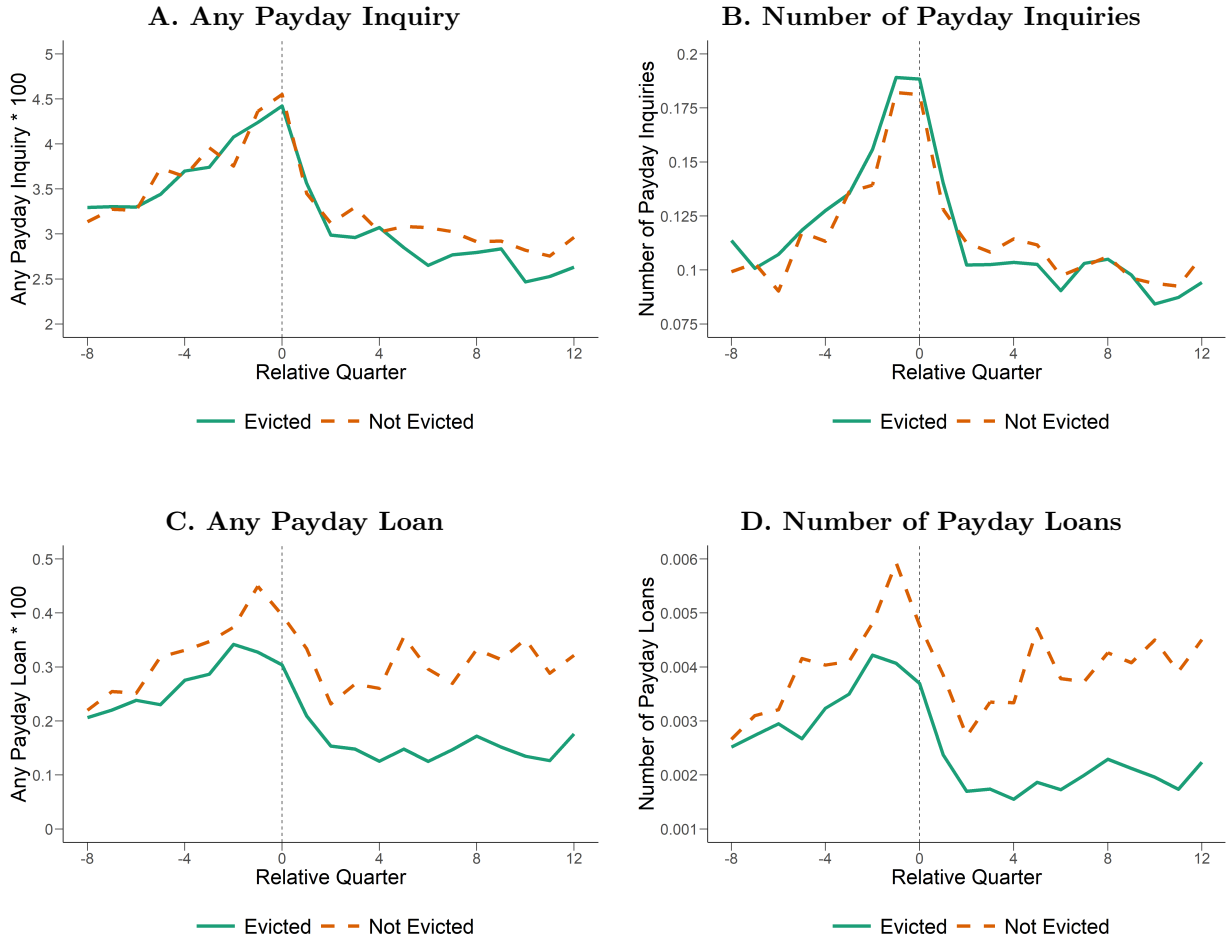 A. Any Payday Inquiry
Any Payday Inquiry * 100
5
4.5
4
3.5
3
2.5
2
-8 -4 0 4 8 12
Relative Quarter
Evicted Not Evicted
B. Number of Payday Inquiries
Number of Payday Inquiries
0.2
0.175
0.15
0.125
0.1
0.075
-8 -4 0 4 8 12
Relative Quarter
Evicted Not Evicted
C. Any Payday Loan
Any Payday Loan * 100
0.5
0.4
0.3
0.2
0.1
0
-8 -4 0 4 8 12
Relative Quarter
Evicted Not Evicted
D. Number of Payday Loans
Number of Payday Loans
0.006
0.005
0.004
0.003
0.002
0.001
-8 -4 0 4 8 12
Relative Quarter
Evicted Not Evicted